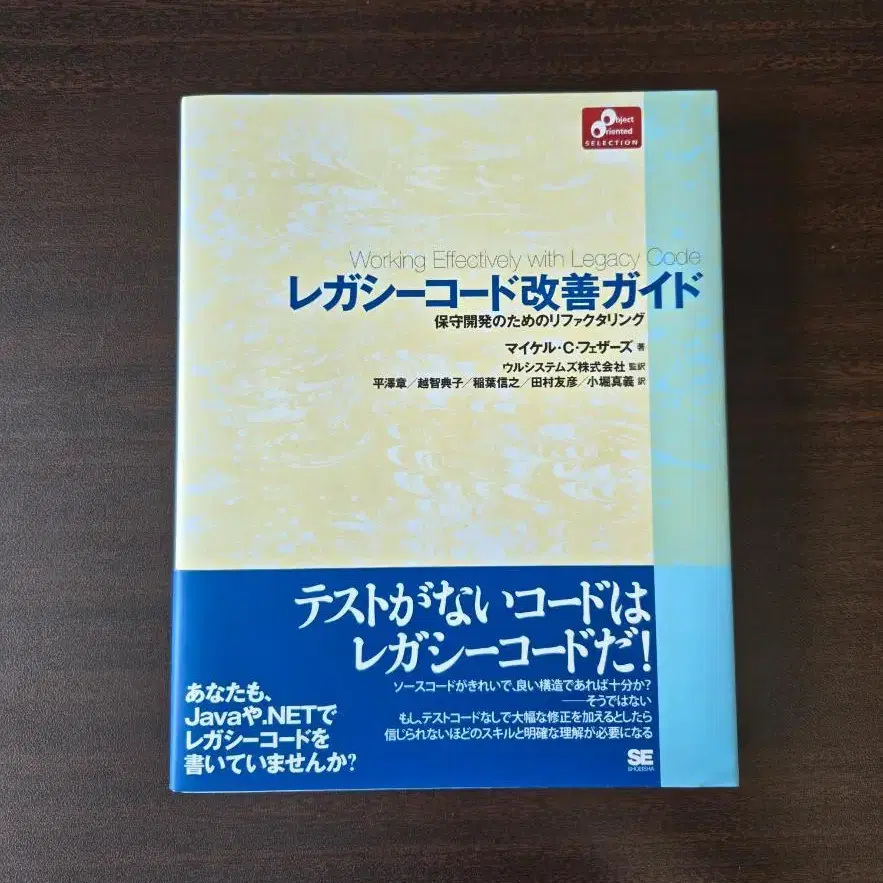 Object
Oriented
SELECTION
Working Effectively with Legacy Code
レガシーコード改善ガイド
保守開発のためのリファクタリング
マイケル・C・フェザーズ 著
ウルシステムズ株式会社 監訳
平澤章／越智典子／稲葉信之／田村友彦／小堀真義 訳
テストがないコードは
レガシーコードだ!
ソースコードがきれいで、良い構造であれば十分か?
——そうではない
もし、テストコードなしで大幅な修正を加えるとしたら
信じられないほどのスキルと明確な理解が必要になる
あなたも、
Javaや.NETで
レガシーコードを
書いていませんか?
SE
SHOEISHA